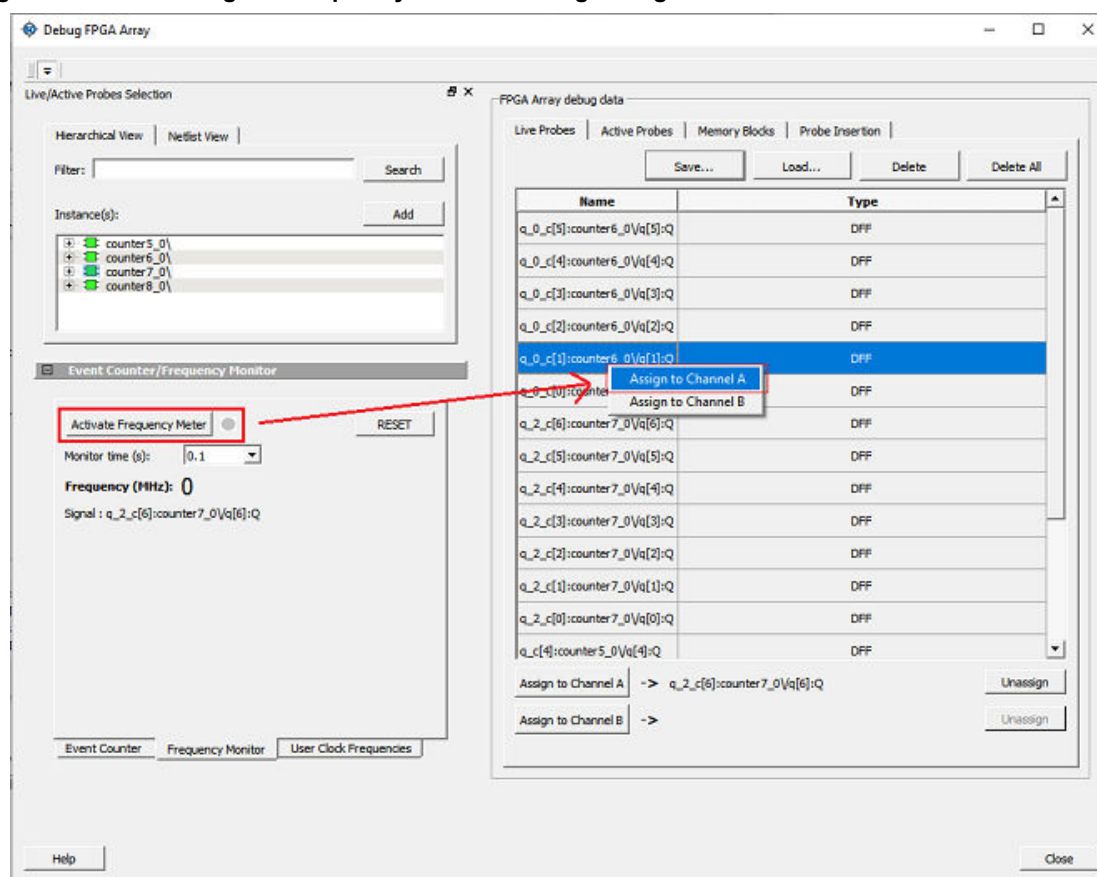 Debug FPGA Array
Live/Active Probes Selection
Hierarchical View Netlist View
Filter: Search
Instance(s): Add
counter5_0\
counter6_0\
counter7_0\
counter8_0\
Event Counter/Frequency Monitor
Activate Frequency Meter RESET
Monitor time (s): 0.1
Frequency (MHz): 0
Signal : q_2_c[6]:counter7_0\/q[6]:Q
Event Counter Frequency Monitor User Clock Frequencies
FPGA Array debug data
Live Probes Active Probes Memory Blocks Probe Insertion
Save... Load... Delete Delete All
Name Type
q_0_c[5]:counter6_0\/q[5]:Q DFF
q_0_c[4]:counter6_0\/q[4]:Q DFF
q_0_c[3]:counter6_0\/q[3]:Q DFF
q_0_c[2]:counter6_0\/q[2]:Q DFF
q_0_c[1]:counter6_0\/q[1]:Q DFF
Assign to Channel A
q_0_c[0]:counte DFF
Assign to Channel B
q_2_c[6]:counter7_0\/q[6]:Q DFF
q_2_c[5]:counter7_0\/q[5]:Q DFF
q_2_c[4]:counter7_0\/q[4]:Q DFF
q_2_c[3]:counter7_0\/q[3]:Q DFF
q_2_c[2]:counter7_0\/q[2]:Q DFF
q_2_c[1]:counter7_0\/q[1]:Q DFF
q_2_c[0]:counter7_0\/q[0]:Q DFF
q_c[4]:counter5_0\/q[4]:Q DFF
Assign to Channel A -> q_2_c[6]:counter7_0\/q[6]:Q Unassign
Assign to Channel B -> Unassign
Help Close